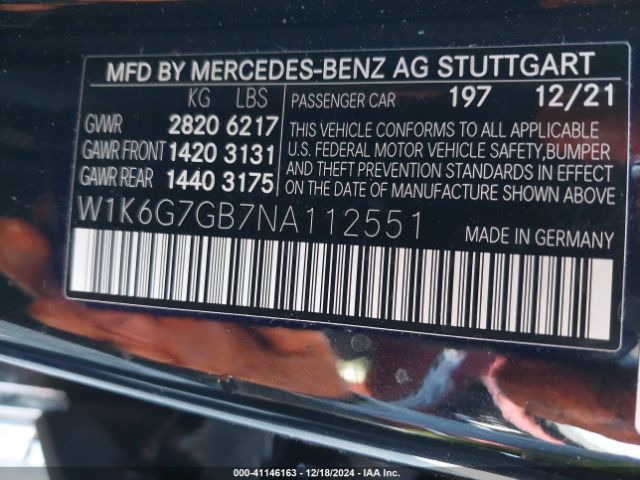 MFD BY MERCEDES-BENZ AG STUTTGART
KG LBS
GVWR 2820 6217
GAWR FRONT 1420 3131
GAWR REAR 1440 3175
PASSENGER CAR 197 12/21
THIS VEHICLE CONFORMS TO ALL APPLICABLE
U.S. FEDERAL MOTOR VEHICLE SAFETY,BUMPER
AND THEFT PREVENTION STANDARDS IN EFFECT
ON THE DATE OF MANUFACTURE SHOWN ABOVE
W1K6G7GB7NA112551
MADE IN GERMANY
000-41146163 - 12/18/2024 - IAA Inc.